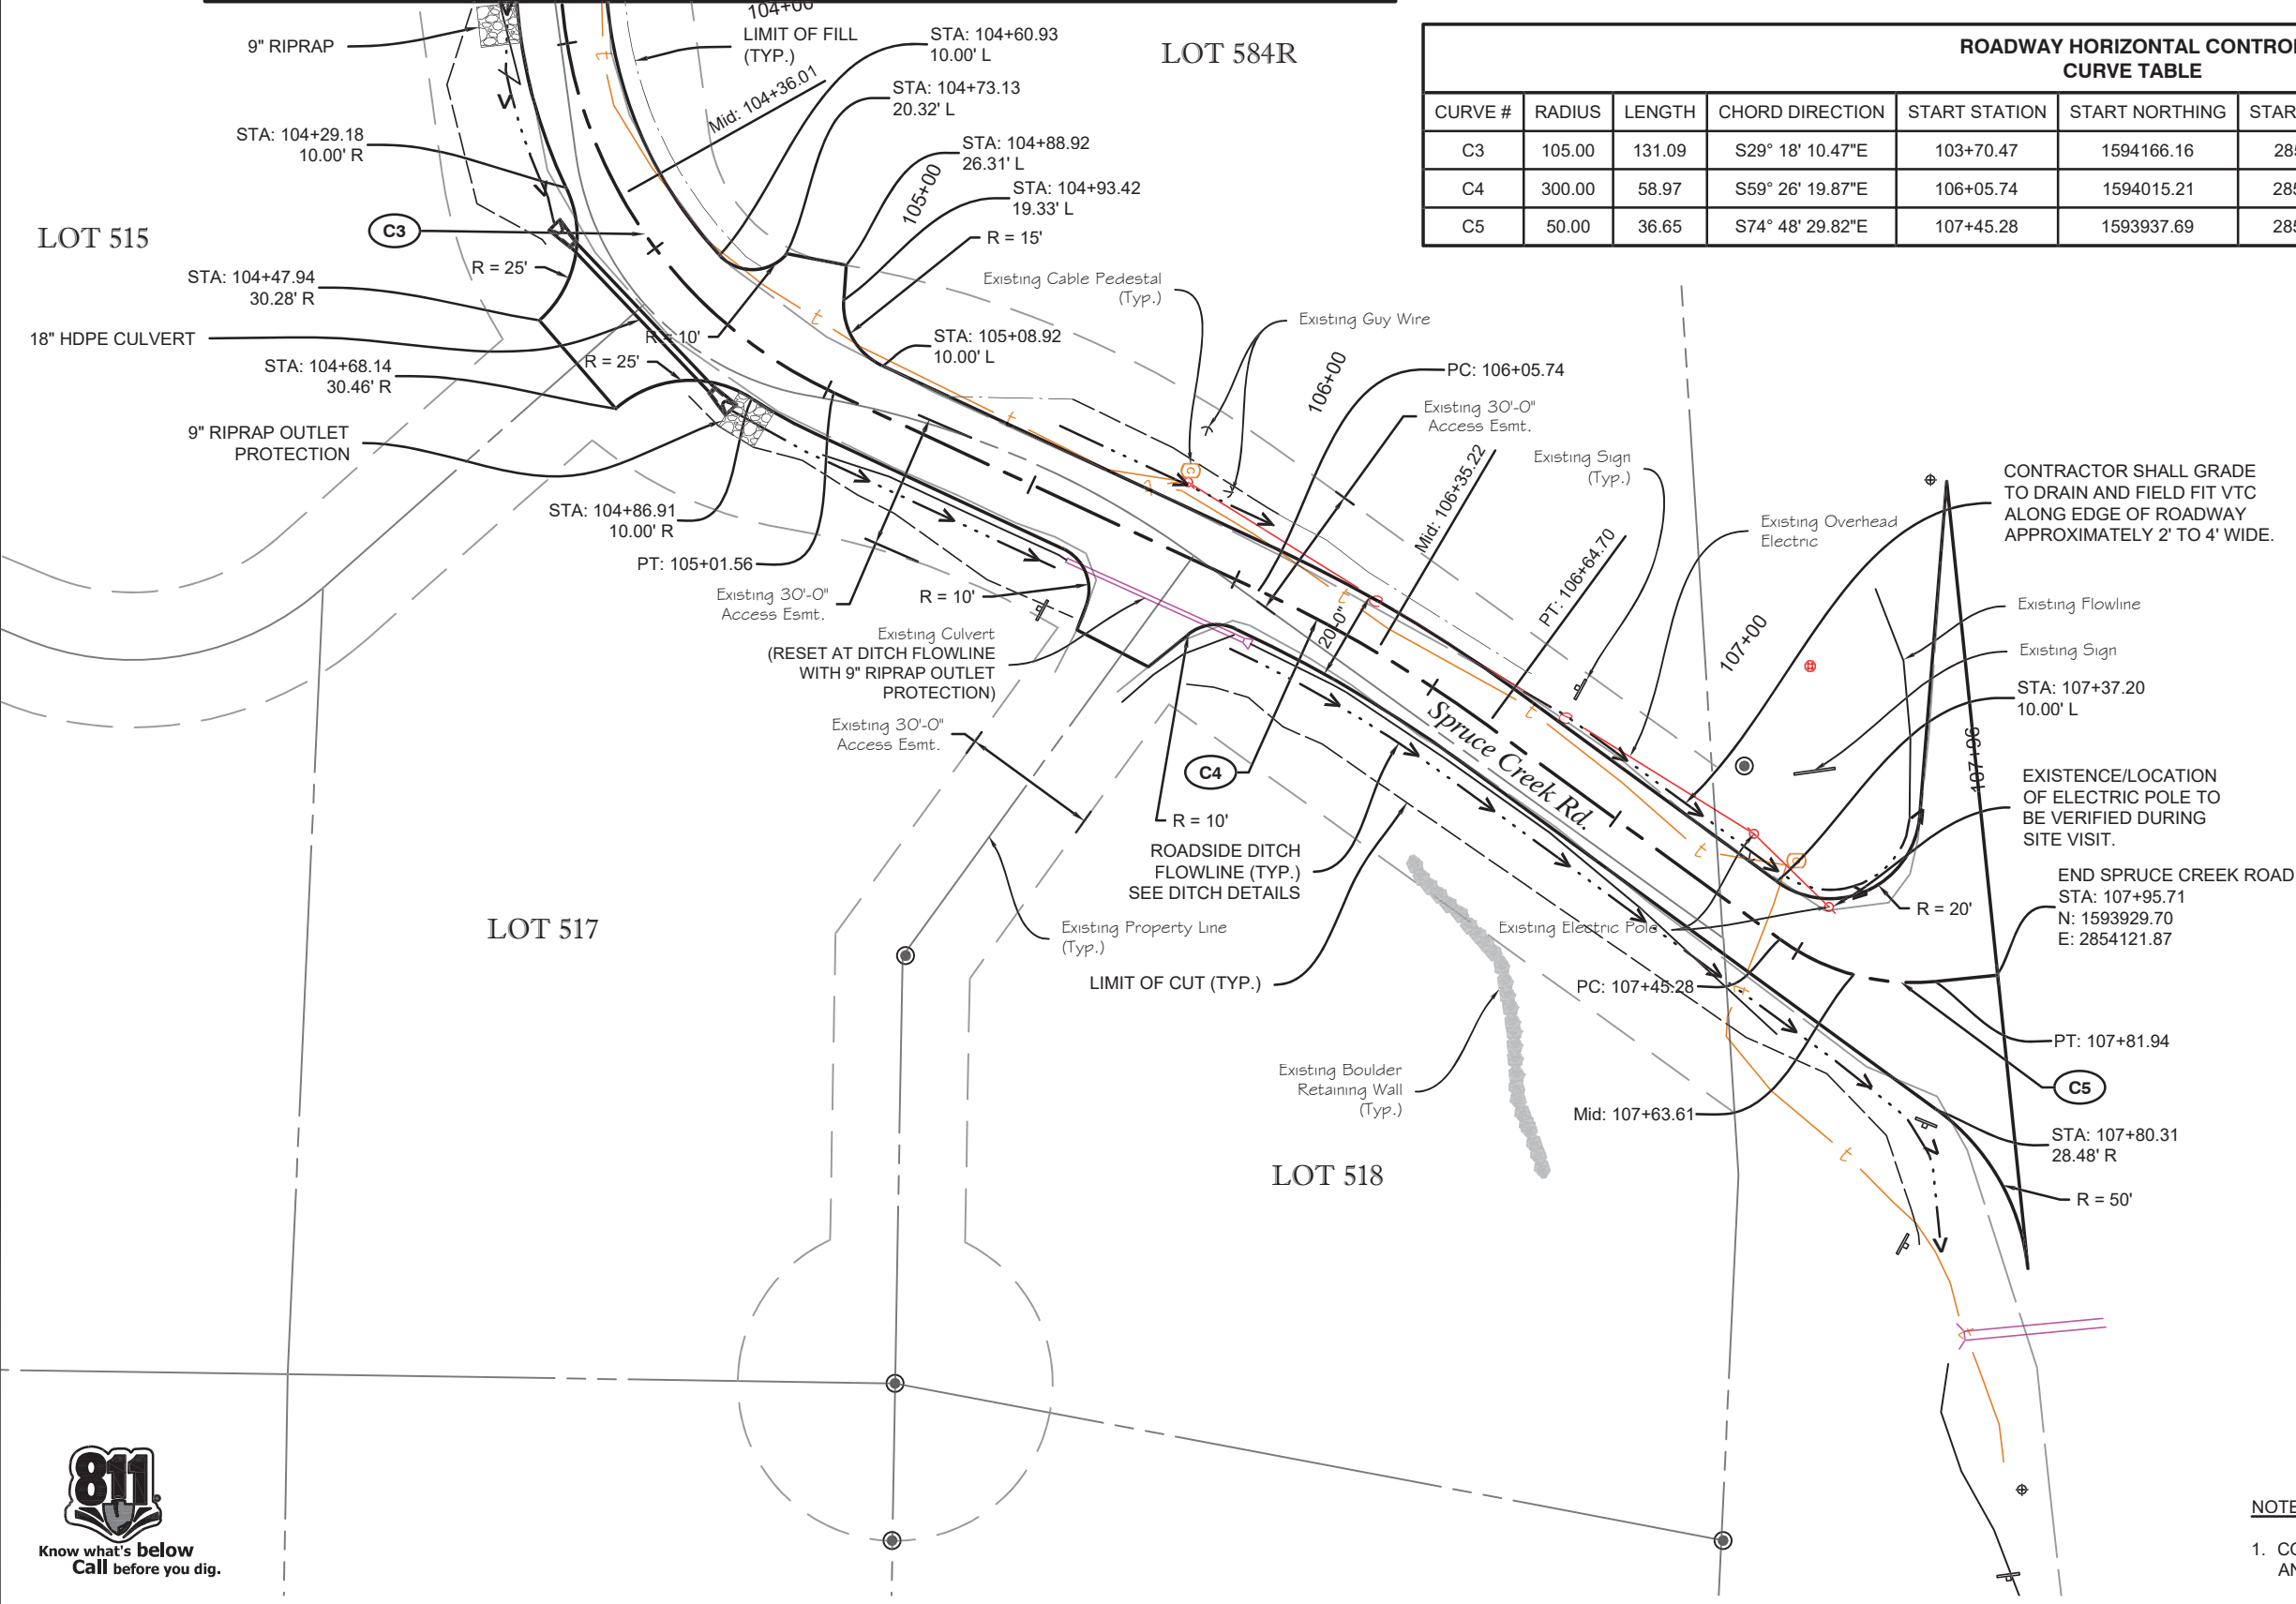 104+00
9" RIPRAP
LIMIT OF FILL
(TYP.)
STA: 104+60.93
10.00' L
LOT 584R
Mid: 104+36.01
STA: 104+73.13
20.32' L
STA: 104+29.18
10.00' R
STA: 104+88.92
26.31' L
105+00
STA: 104+93.42
19.33' L
LOT 515
C3
R = 15'
R = 25'
STA: 104+47.94
30.28' R
Existing Cable Pedestal
(Typ.)
Existing Guy Wire
18" HDPE CULVERT
R = 10'
STA: 105+08.92
10.00' L
R = 25'
STA: 104+68.14
30.46' R
9" RIPRAP OUTLET
PROTECTION
STA: 104+86.91
10.00' R
PT: 105+01.56
106+00
PC: 106+05.74
Existing 30'-0"
Access Esmt.
Mid: 106+35.22
Existing Sign
(Typ.)
PT: 106+64.70
Existing Overhead
Electric
CONTRACTOR SHALL GRADE
TO DRAIN AND FIELD FIT VTC
ALONG EDGE OF ROADWAY
APPROXIMATELY 2' TO 4' WIDE.
Existing 30'-0"
Access Esmt.
R = 10'
Existing Culvert
(RESET AT DITCH FLOWLINE
WITH 9" RIPRAP OUTLET
PROTECTION)
20'-0"
107+00
Existing Flowline
Existing Sign
STA: 107+37.20
10.00' L
Existing 30'-0"
Access Esmt.
Spruce Creek Rd.
107+96
C4
R = 10'
EXISTENCE/LOCATION
OF ELECTRIC POLE TO
BE VERIFIED DURING
SITE VISIT.
ROADSIDE DITCH
FLOWLINE (TYP.)
SEE DITCH DETAILS
END SPRUCE CREEK ROAD
STA: 107+95.71
N: 1593929.70
E: 2854121.87
R = 20'
LOT 517
Existing Property Line
(Typ.)
Existing Electric Pole
LIMIT OF CUT (TYP.)
PC: 107+45.28
PT: 107+81.94
C5
Existing Boulder
Retaining Wall
(Typ.)
Mid: 107+63.61
STA: 107+80.31
28.48' R
LOT 518
R = 50'
t
t
t
t
t
t
t
t
t
t
t
C
C
ROADWAY HORIZONTAL CONTROL
CURVE TABLE
CURVE # RADIUS LENGTH CHORD DIRECTION START STATION START NORTHING
C3 105.00 131.09 S29° 18' 10.47"E 103+70.47 1594166.16
C4 300.00 58.97 S59° 26' 19.87"E 106+05.74 1594015.21
C5 50.00 36.65 S74° 48' 29.82"E 107+45.28 1593937.69
811
Know what's below
Call before you dig.
1.